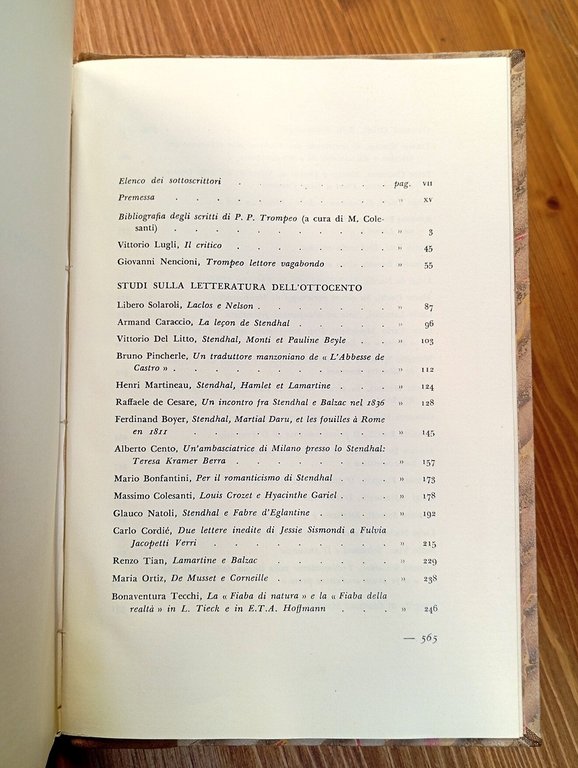 Elenco dei sottoscrittori . . . . . . . pag. VII
Premessa . . . . . . . . . . » XV
Bibliografia degli scritti di P. P. Trompeo (a cura di M. Cole-
santi) . . . . . . . . . . » 3
Vittorio Lugli, Il critico . . . . . . . » 45
Giovanni Nencioni, Trompeo lettore vagabondo . . . » 55
STUDI SULLA LETTERATURA DELL'OTTOCENTO
Libero Solaroli, Laclos e Nelson . . . . . . » 87
Armand Caraccio, La leçon de Stendhal . . . . . » 96
Vittorio Del Litto, Stendhal, Monti et Pauline Beyle . . » 103
Bruno Pincherle, Un traduttore manzoniano de « L'Abbesse de
Castro » . . . . . . . . . . » 112
Henri Martineau, Stendhal, Hamlet et Lamartine . . . » 124
Raffaele de Cesare, Un incontro fra Stendhal e Balzac nel 1836 » 128
Ferdinand Boyer, Stendhal, Martial Daru, et les fouilles à Rome
en 1811 . . . . . . . . . . » 145
Alberto Cento, Un'ambasciatrice di Milano presso lo Stendhal:
Teresa Kramer Berra . . . . . . . » 157
Mario Bonfantini, Per il romanticismo di Stendhal . . . » 173
Massimo Colesanti, Louis Crozet e Hyacinthe Gariel . . . » 178
Glauco Natoli, Stendhal e Fabre d'Eglantine . . . . » 192
Carlo Cordié, Due lettere inedite di Jessie Sismondi a Fulvia
Jacopetti Verri . . . . . . . . » 215
Renzo Tian, Lamartine e Balzac . . . . . . » 229
Maria Ortiz, De Musset e Corneille . . . . . » 238
Bonaventura Tecchi, La « Fiaba di natura » e la « Fiaba della
realtà » in L. Tieck e in E.T.A. Hoffmann . . . » 246
— 565